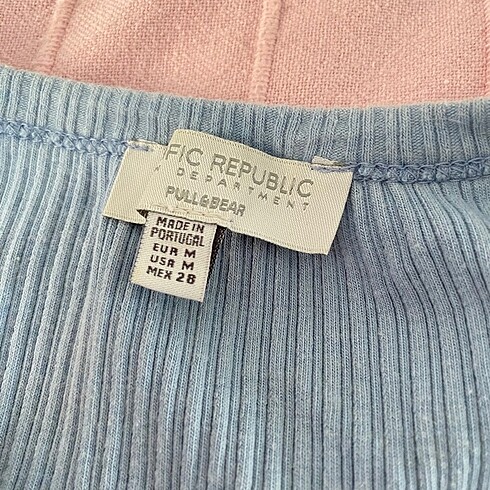 FIC REPUBLIC
DEPARTMENT
PULL&BEAR
MADE IN
PORTUGAL
EUR M
USA M
MEX 28